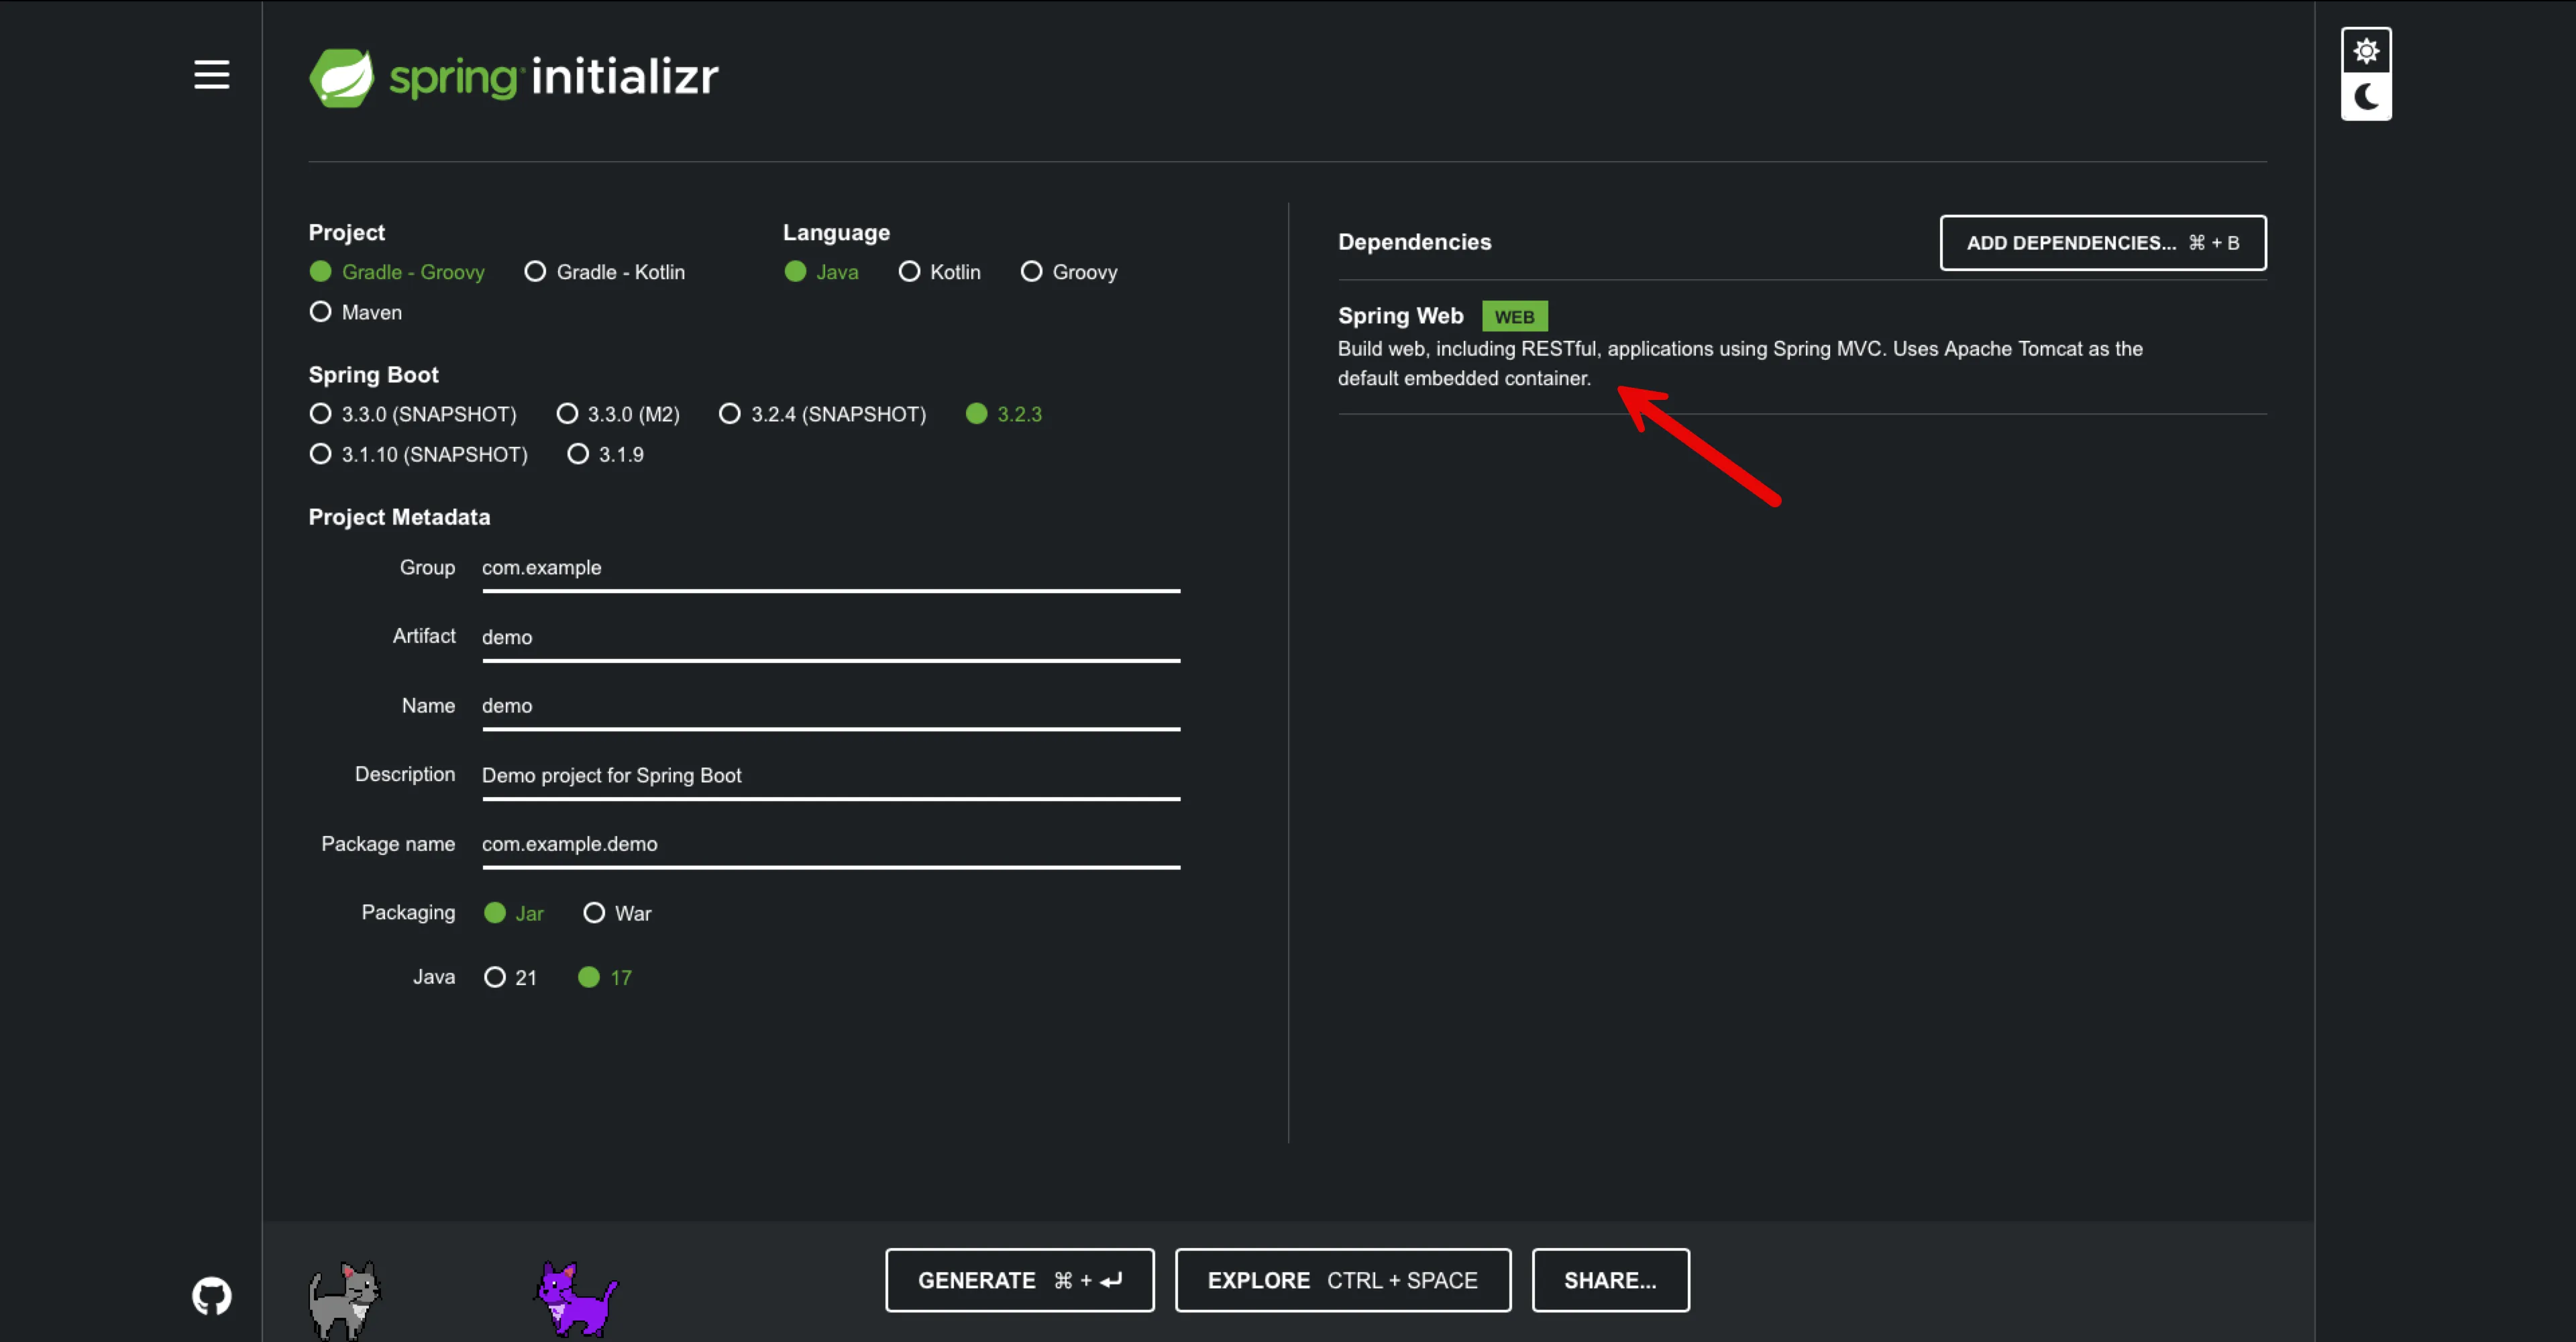 spring initializr
Project
Gradle - Groovy
Gradle - Kotlin
Maven
Language
Java
Kotlin
Groovy
Spring Boot
3.3.0 (SNAPSHOT)
3.3.0 (M2)
3.2.4 (SNAPSHOT)
3.2.3
3.1.10 (SNAPSHOT)
3.1.9
Project Metadata
Group com.example
Artifact demo
Name demo
Description Demo project for Spring Boot
Package name com.example.demo
Packaging Jar War
Java 21 17
Dependencies
ADD DEPENDENCIES... ⌘ + B
Spring Web WEB
Build web, including RESTful, applications using Spring MVC. Uses Apache Tomcat as the
default embedded container.
GENERATE ⌘ + ⏎
EXPLORE CTRL + SPACE
SHARE...